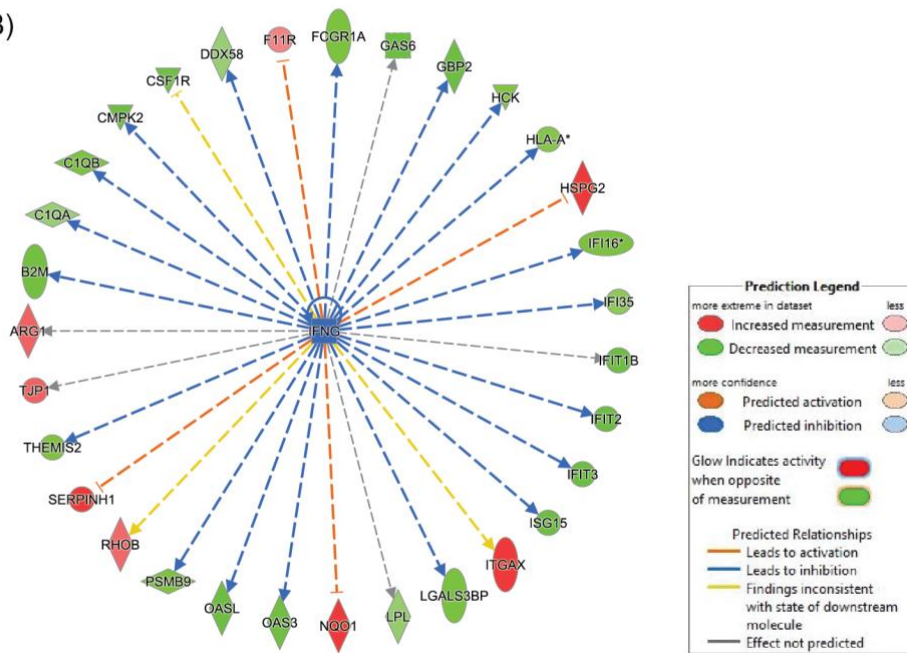 B)
F11R
FCGR1A
GAS6
DDX58
GBP2
CSF1R
HCK
CMPK2
HLA-A*
C1QB
HSPG2
C1QA
IFI16*
B2M
IFI35
ARG1
IFNG
IFIT1B
TJP1
IFIT2
THEMIS2
IFIT3
SERPINH1
ISG15
RHOB
ITGAX
PSMB9
LGALS3BP
OASL
OAS3
NQO1
LPL
Prediction Legend
more extreme in dataset less
Increased measurement
Decreased measurement
more confidence less
Predicted activation
Predicted inhibition
Glow Indicates activity
when opposite
of measurement
Predicted Relationships
Leads to activation
Leads to inhibition
Findings inconsistent
with state of downstream
molecule
Effect not predicted